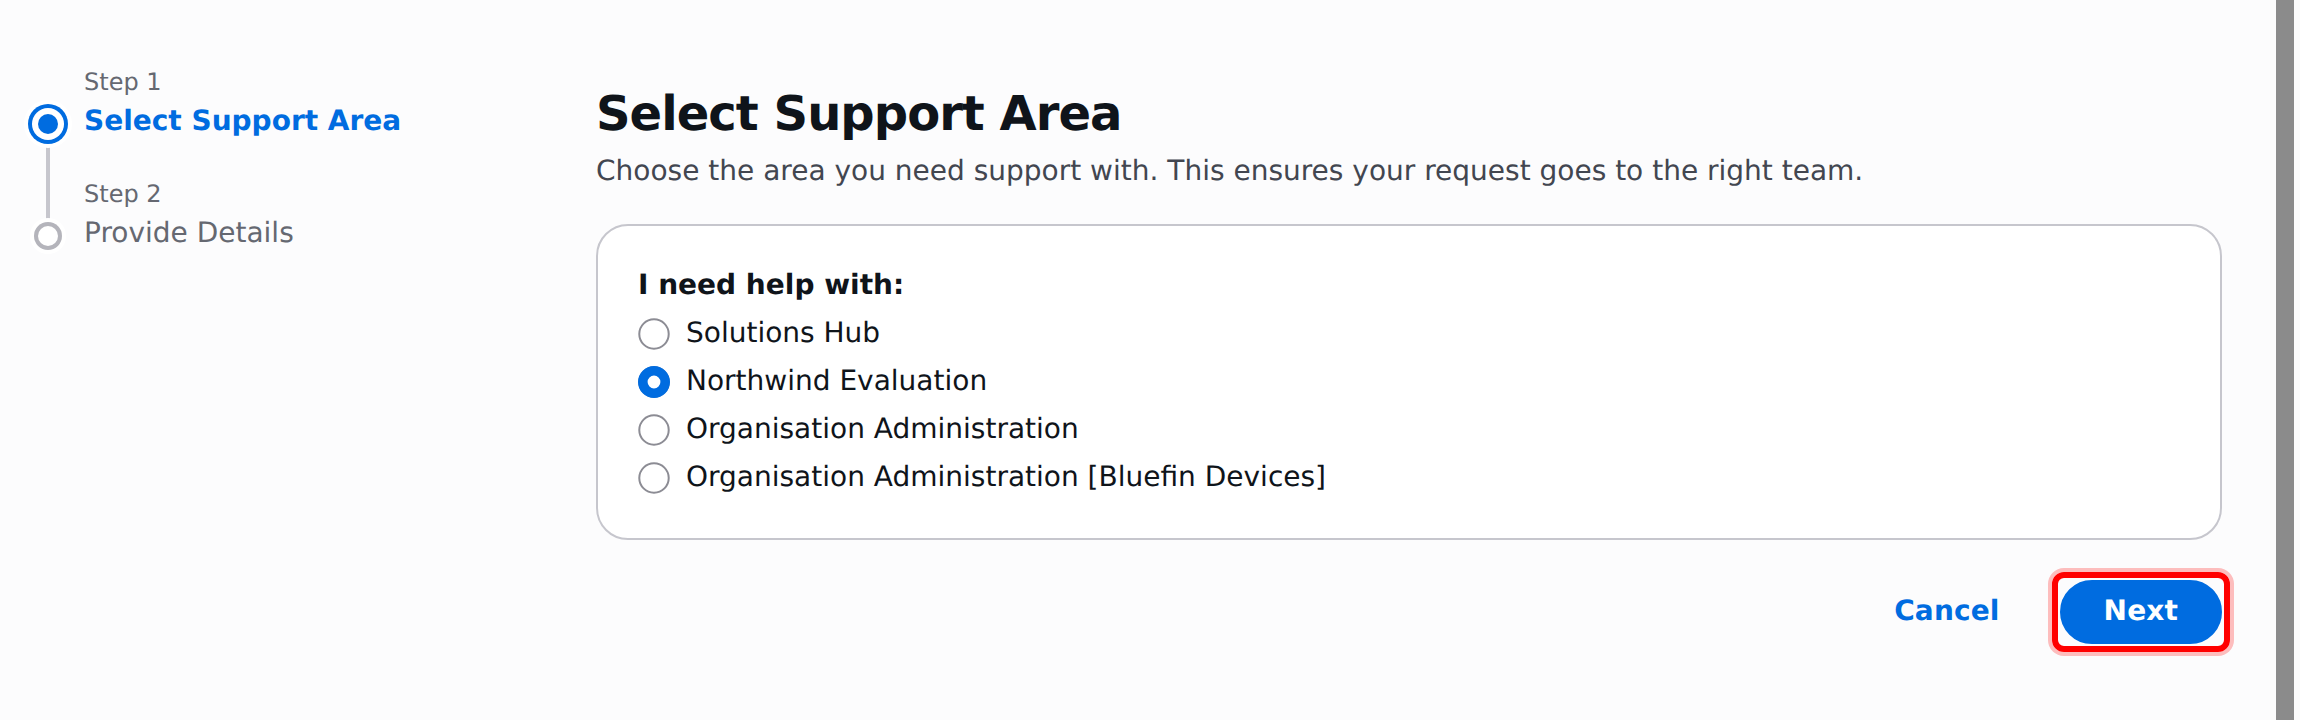 Step 1
Select Support Area
Step 2
Provide Details
Select Support Area
Choose the area you need support with. This ensures your request goes to the right team.
I need help with:
Solutions Hub
Northwind Evaluation
Organisation Administration
Organisation Administration [Bluefin Devices]
Cancel
Next